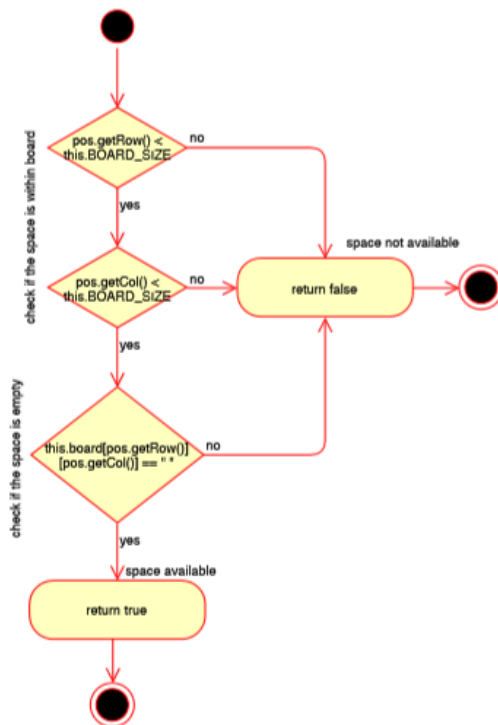 pos.getRow() <
this.BOARD_SIZE
no
yes
check if the space is within board
pos.getCol() <
this.BOARD_SIZE
no
space not available
return false
yes
check if the space is empty
this.board[pos.getRow()]
[pos.getCol()] == " "
no
yes
space available
return true